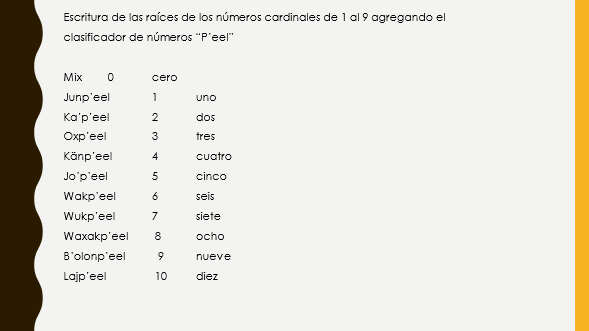 Escritura de las raíces de los números cardinales de 1 al 9 agregando el
clasificador de números “P’eel”
Mix 0 cero
Junp’eel 1 uno
Ka’p’eel 2 dos
Oxp’eel 3 tres
Känp’eel 4 cuatro
Jo’p’eel 5 cinco
Wakp’eel 6 seis
Wukp’eel 7 siete
Waxakp’eel 8 ocho
B’olonp’eel 9 nueve
Lajp’eel 10 diez